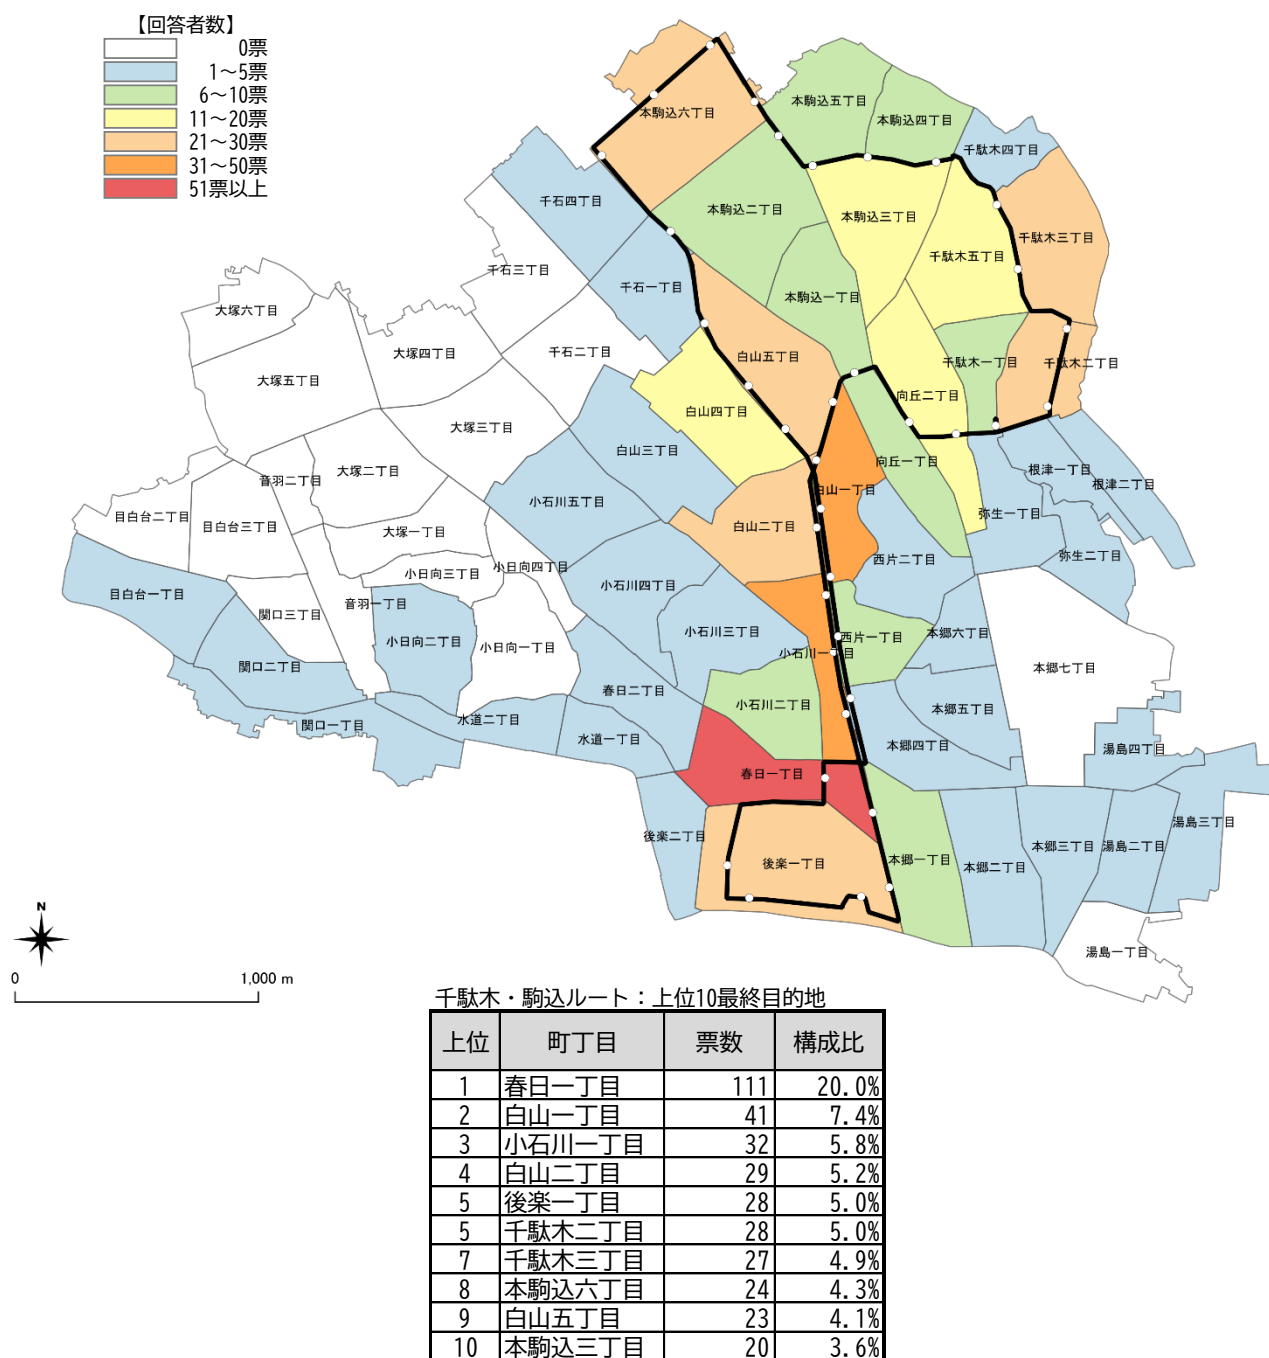 【回答者数】
0票
1～5票
6～10票
11～20票
21～30票
31～50票
51票以上
本駒込六丁目
本駒込五丁目
本駒込四丁目
千駄木四丁目
千石四丁目
本駒込二丁目
本駒込三丁目
千駄木三丁目
千駄木五丁目
千石三丁目
千石一丁目
本駒込一丁目
大塚六丁目
大塚四丁目
千石二丁目
白山五丁目
千駄木一丁目
千駄木二丁目
大塚五丁目
向丘二丁目
白山四丁目
大塚三丁目
白山三丁目
向丘一丁目
大塚二丁目
音羽二丁目
根津一丁目
根津二丁目
白山一丁目
小石川五丁目
目白台二丁目
目白台三丁目
大塚一丁目
白山二丁目
弥生一丁目
西片二丁目
弥生二丁目
小日向三丁目
小日向四丁目
小石川四丁目
目白台一丁目
関口三丁目
音羽一丁目
小日向二丁目
小日向一丁目
小石川三丁目
西片一丁目
本郷六丁目
小石川一丁目
本郷七丁目
関口二丁目
春日二丁目
小石川二丁目
本郷五丁目
関口一丁目
水道二丁目
水道一丁目
本郷四丁目
湯島四丁目
春日一丁目
後楽二丁目
湯島三丁目
後楽一丁目
本郷一丁目
本郷二丁目
本郷三丁目
湯島二丁目
湯島一丁目
N
0 1,000 m
千駄木・駒込ルート：上位10最終目的地
上位 町丁目 票数 構成比
1 春日一丁目 111 20.0%
2 白山一丁目 41 7.4%
3 小石川一丁目 32 5.8%
4 白山二丁目 29 5.2%
5 後楽一丁目 28 5.0%
5 千駄木二丁目 28 5.0%
7 千駄木三丁目 27 4.9%
8 本駒込六丁目 24 4.3%
9 白山五丁目 23 4.1%
10 本駒込三丁目 20 3.6%